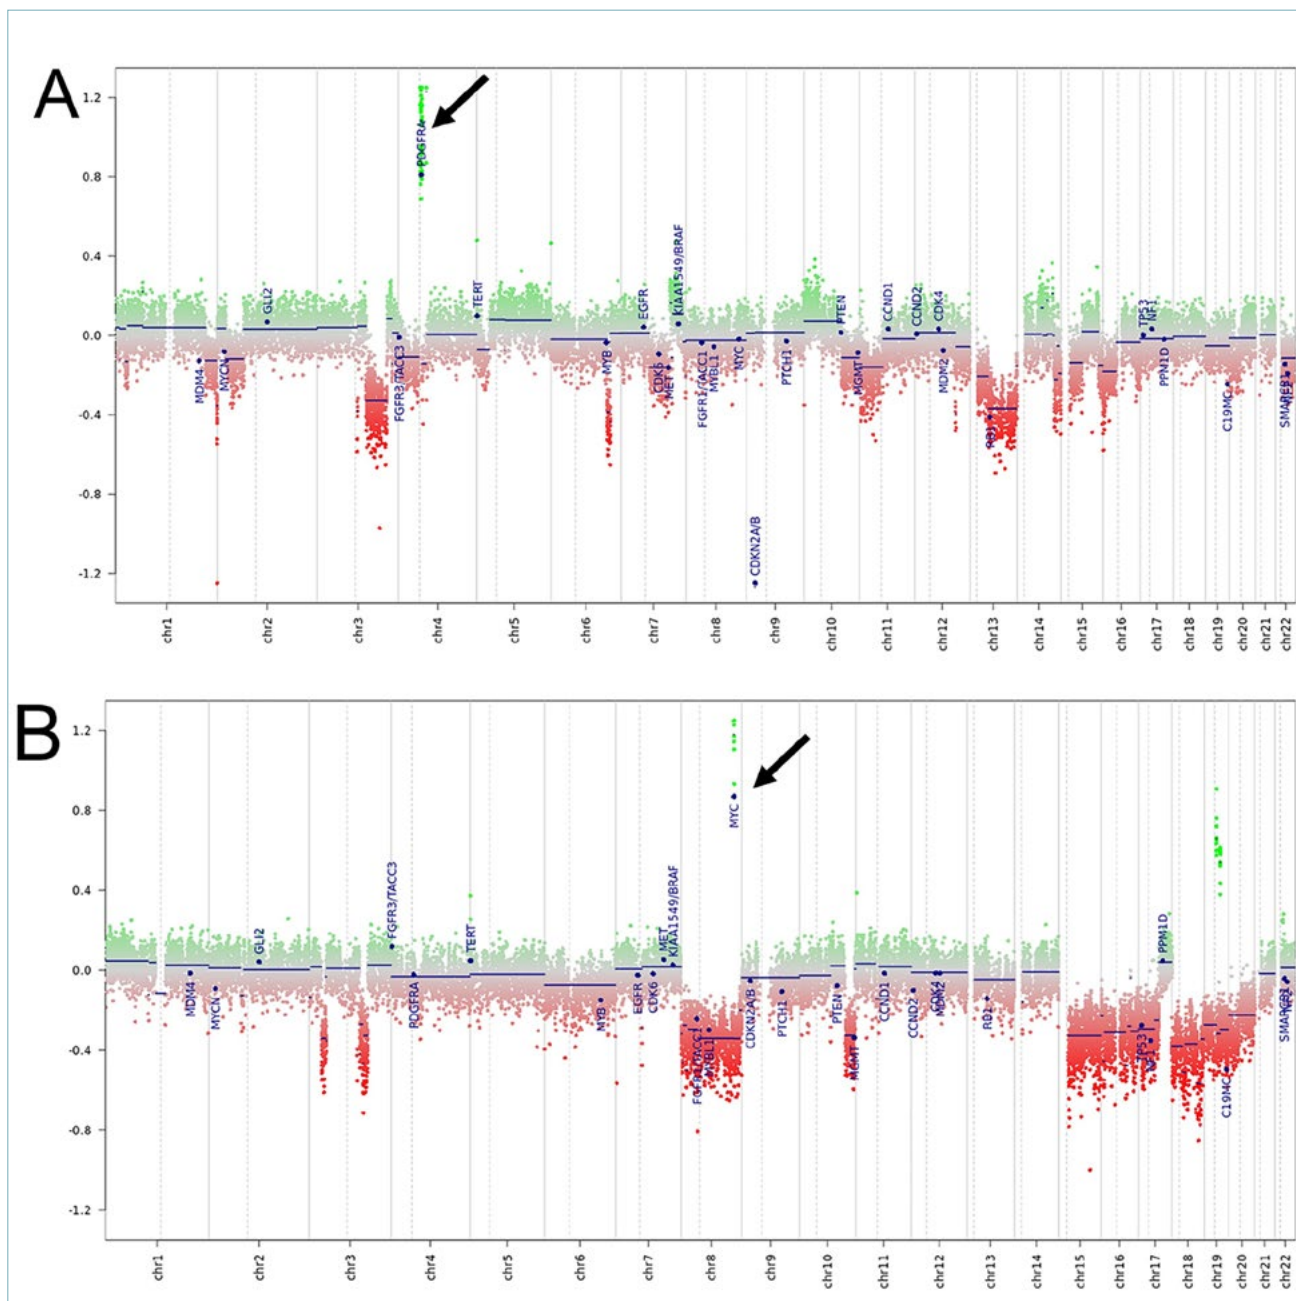 A
1.2
0.8
0.4
0.0
-0.4
-0.8
-1.2
MDM4
MYCN
GLI2
FGFR3/TACC3
PDGFRA
TERT
MYB
EGFR
CDK6
MET
KIAA1549/BRAF
FGFR1/TACC1
MYBL1
MYC
CDKN2A/B
PTCH1
PTEN
MGMT
CCND1
CCND2
CDK4
MDM2
RB1
TP53
NF1
PPM1D
C19MC
SMARCB1
NF2
chr1
chr2
chr3
chr4
chr5
chr6
chr7
chr8
chr9
chr10
chr11
chr12
chr13
chr14
chr15
chr16
chr17
chr18
chr19
chr20
chr21
chr22
B
1.2
0.8
0.4
0.0
-0.4
-0.8
-1.2
MDM4
MYCN
GLI2
FGFR3/TACC3
PDGFRA
TERT
MYB
EGFR
CDK6
MET
KIAA1549/BRAF
FGFR1/TACC1
MYBL1
MYC
CDKN2A/B
PTCH1
PTEN
MGMT
CCND1
CCND2
CDK4
MDM2
RB1
TP53
NF1
PPM1D
C19MC
SMARCB1
NF2
chr1
chr2
chr3
chr4
chr5
chr6
chr7
chr8
chr9
chr10
chr11
chr12
chr13
chr14
chr15
chr16
chr17
chr18
chr19
chr20
chr21
chr22